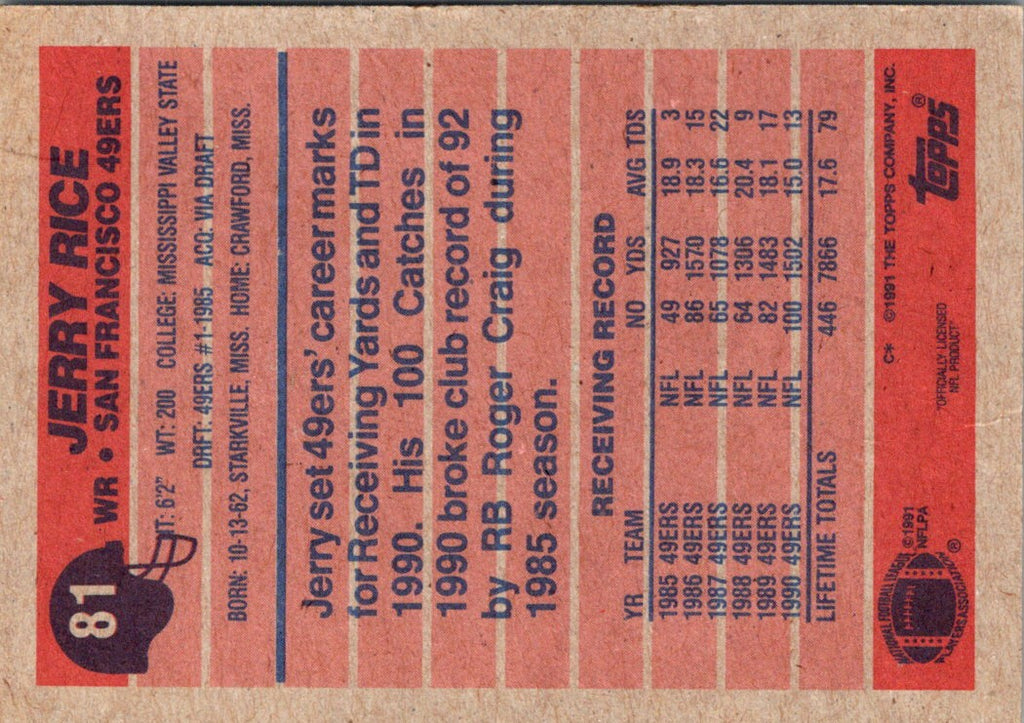 81
JERRY RICE
WR • SAN FRANCISCO 49ERS
HT: 6'2" WT: 200 COLLEGE: MISSISSIPPI VALLEY STATE
DRFT: 49ERS #1-1985 ACQ: VIA DRAFT
BORN: 10-13-62, STARKVILLE, MISS. HOME: CRAWFORD, MISS.
Jerry set 49ers' career marks
for Receiving Yards and TD in
1990. His 100 Catches in
1990 broke club record of 92
by RB Roger Craig during
1985 season.
RECEIVING RECORD
YR TEAM NO YDS AVG TDS
1985 49ERS NFL 49 927 18.9 3
1986 49ERS NFL 86 1570 18.3 15
1987 49ERS NFL 65 1078 16.6 22
1988 49ERS NFL 64 1306 20.4 9
1989 49ERS NFL 82 1483 18.1 17
1990 49ERS NFL 100 1502 15.0 13
LIFETIME TOTALS 446 7866 17.6 79
NATIONAL FOOTBALL LEAGUE
PLAYERS ASSOCIATION ®
©1991
NFLPA
C* ©1991 THE TOPPS COMPANY, INC.
"OFFICIALLY LICENSED
NFL PRODUCT"
topps®